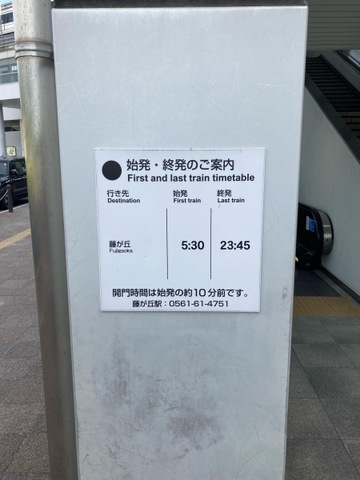 始発・終発のご案内
First and last train timetable
行き先 始発 終発
Destination First train Last train
藤が丘 5:30 23:45
Fujigaoka
開門時間は始発の約10分前です。
藤が丘駅：0561-61-4751